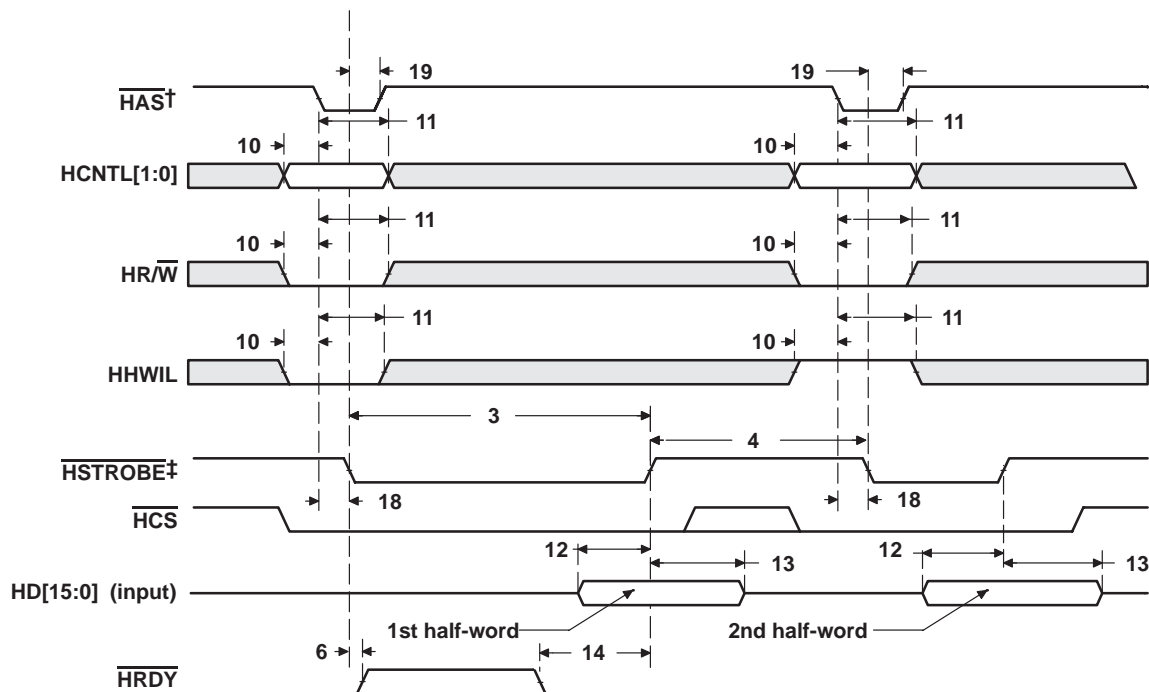 19 19
HAS†
11 11
10 10
HCNTL[1:0]
11 11
10 10
HR/W
11 11
10 10
HHWIL
3
4
HSTROBE‡
18 18
HCS
12 12
13 13
HD[15:0] (input)
1st half-word 2nd half-word
6 14
HRDY